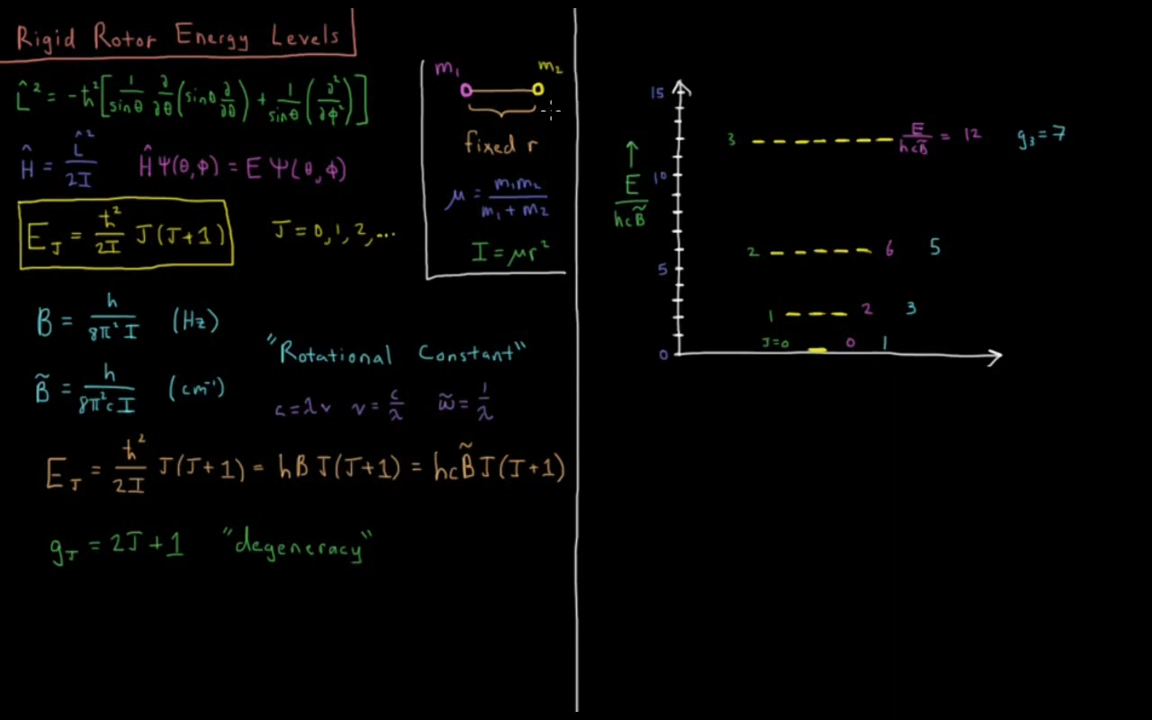 Rigid Rotor Energy Levels
L̂² = -ħ²[1/sinθ ∂/∂θ(sinθ ∂/∂θ) + 1/sinθ(∂²/∂φ²)]
Ĥ = L̂²/2I   ĤΨ(θ,φ) = EΨ(θ,φ)
E_J = ħ²/2I J(J+1)   J = 0, 1, 2, ...
m₁ m₂
fixed r
μ = m₁m₂/m₁+m₂
I = μr²
B = h/8π²I (Hz)
"Rotational Constant"
B̃ = h/8π²cI (cm⁻¹)
c = λν   ν = c/λ   ω̃ = 1/λ
E_J = ħ²/2I J(J+1) = hBJ(J+1) = hcB̃J(J+1)
g_J = 2J+1 "degeneracy"
15
3 E/hcB̃ = 12 g₃=7
↑ E/hcB̃
10
2 6 5
5
1 2 3
J=0 0 1
0